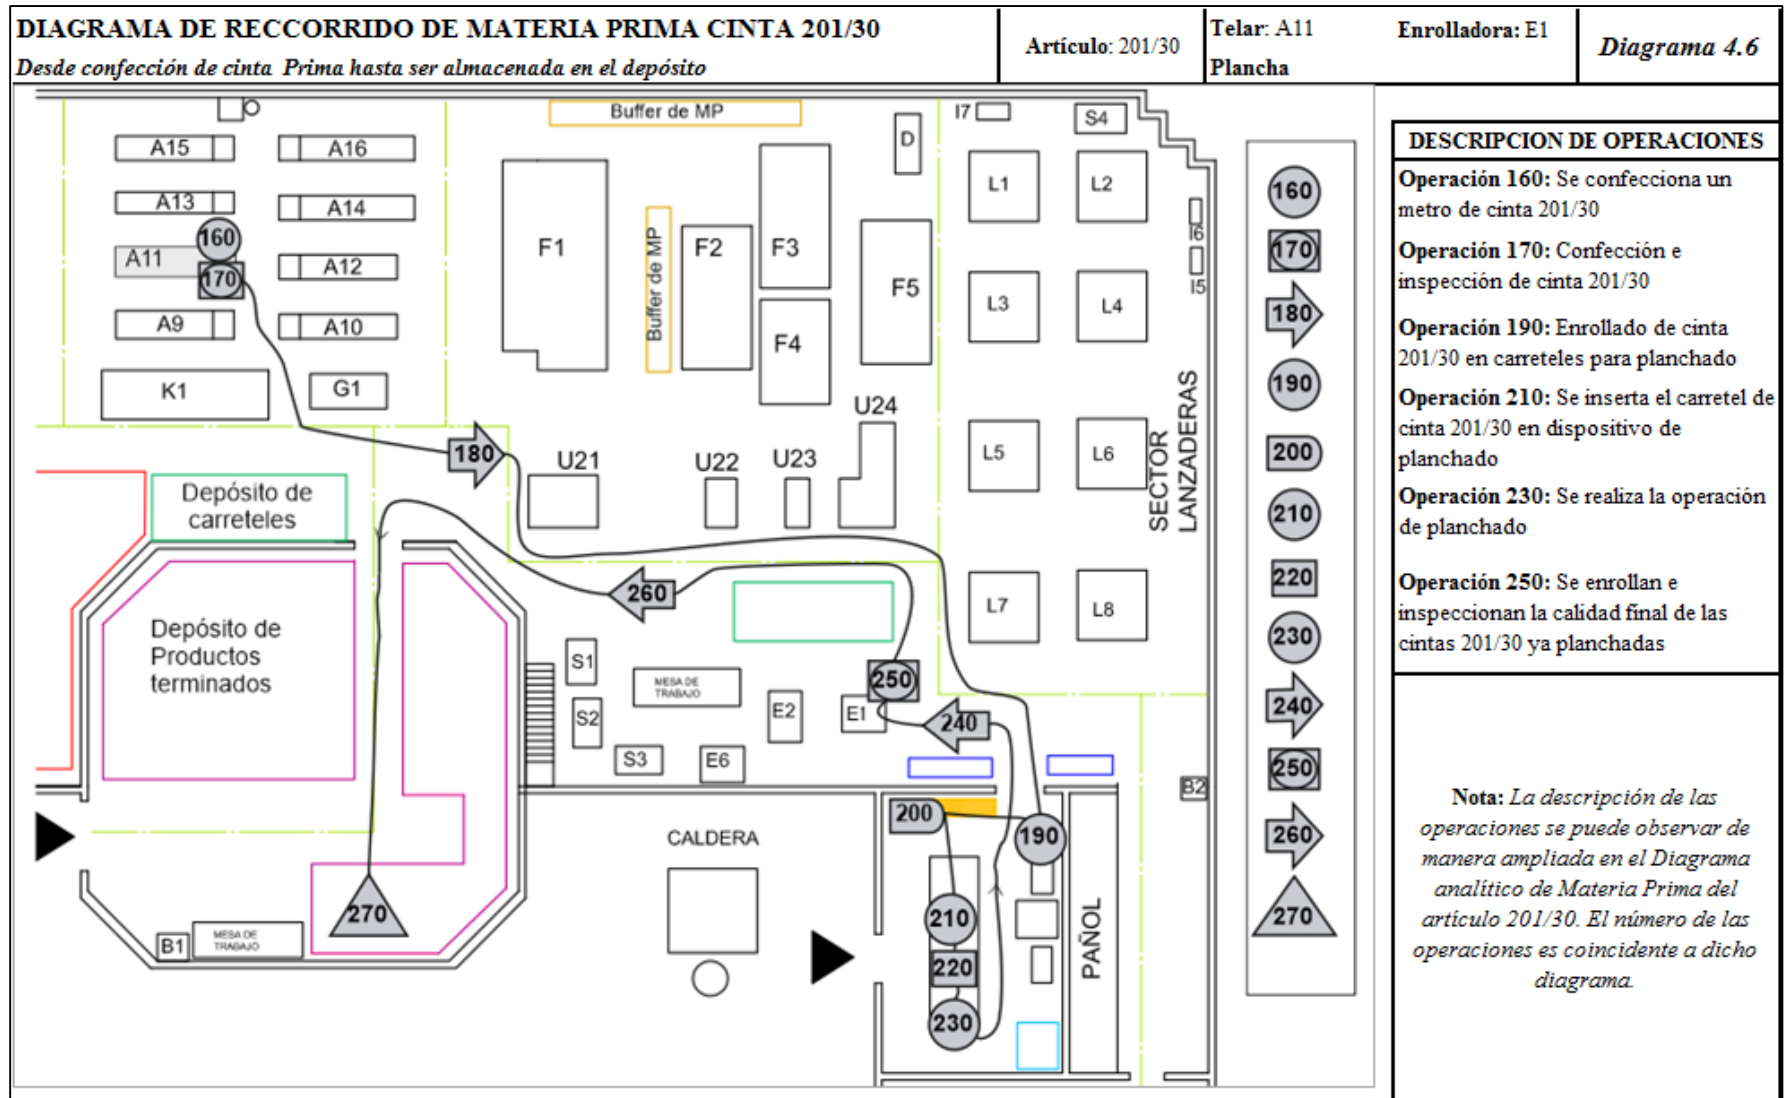 DIAGRAMA DE RECCORRIDO DE MATERIA PRIMA CINTA 201/30
Desde confección de cinta Prima hasta ser almacenada en el depósito
Artículo: 201/30
Telar: A11
Plancha
Enrolladora: E1
Diagrama 4.6
Buffer de MP
I7
S4
A15
A16
D
L1
L2
A13
A14
160
I6
F1
Buffer de MP
F2
F3
A11
170
A12
I5
F5
L3
L4
A9
A10
F4
K1
G1
U24
SECTOR
LANZADERAS
180
U21
U22
U23
L5
L6
Depósito de
carreteles
260
L7
L8
Depósito de
Productos
terminados
S1
MESA DE
TRABAJO
250
S2
E2
E1
240
S3
E6
B2
200
190
CALDERA
270
210
PAÑOL
B1
MESA DE
TRABAJO
220
230
160
170
180
190
200
210
220
230
240
250
260
270
DESCRIPCION DE OPERACIONES
Operación 160: Se confecciona un
metro de cinta 201/30
Operación 170: Confección e
inspección de cinta 201/30
Operación 190: Enrollado de cinta
201/30 en carreteles para planchado
Operación 210: Se inserta el carretel de
cinta 201/30 en dispositivo de
planchado
Operación 230: Se realiza la operación
de planchado
Operación 250: Se enrollan e
inspeccionan la calidad final de las
cintas 201/30 ya planchadas
Nota: La descripción de las
operaciones se puede observar de
manera ampliada en el Diagrama
analítico de Materia Prima del
artículo 201/30. El número de las
operaciones es coincidente a dicho
diagrama.